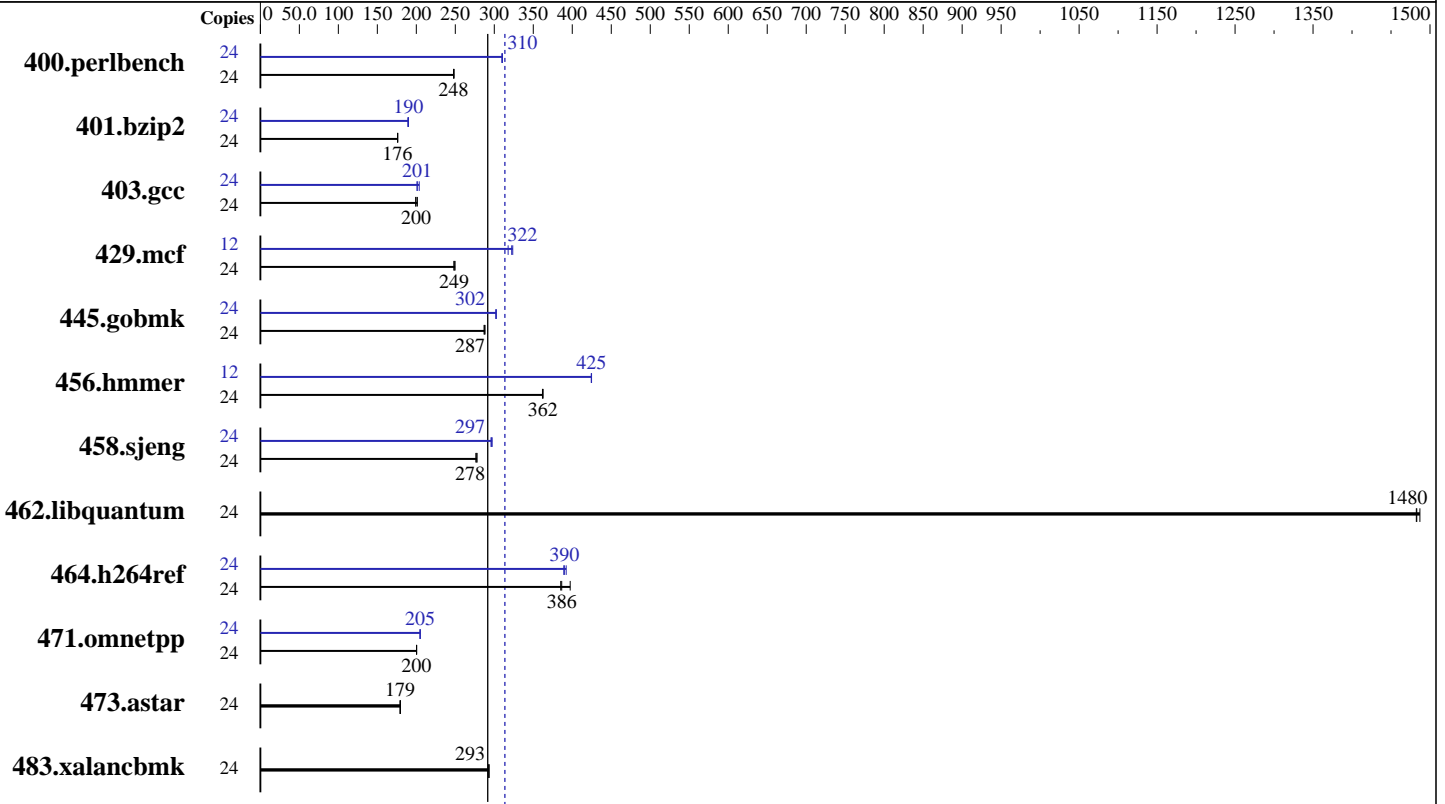 Copies 0 50.0 100 150 200 250 300 350 400 450 500 550 600 650 700 750 800 850 900 950 1050 1150 1250 1350 1500
400.perlbench 24 310
24 248
401.bzip2 24 190
24 176
403.gcc 24 201
24 200
429.mcf 12 322
24 249
445.gobmk 24 302
24 287
456.hmmer 12 425
24 362
458.sjeng 24 297
24 278
462.libquantum 24 1480
464.h264ref 24 390
24 386
471.omnetpp 24 205
24 200
473.astar 24 179
483.xalancbmk 24 293